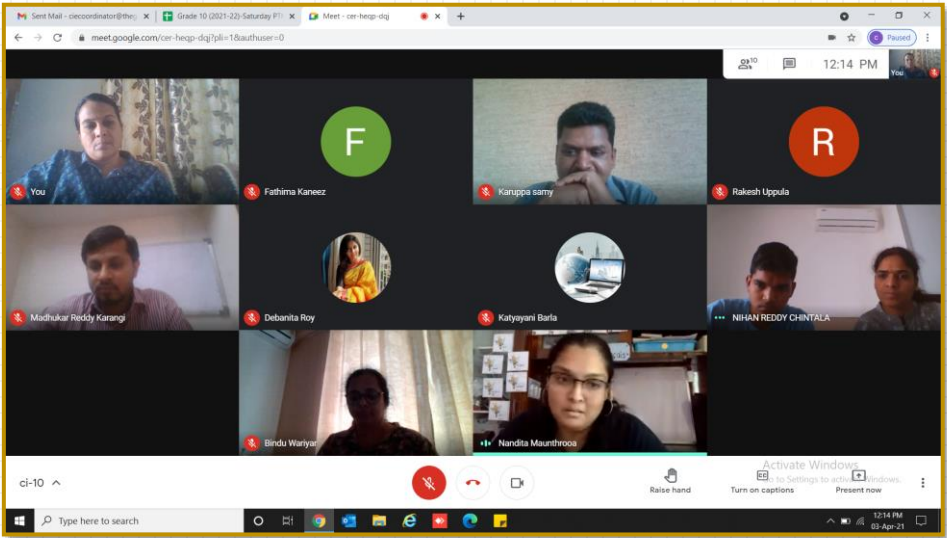 Sent Mail - ciecoordinator@the
Grade 10 (2021-22)-Saturday PT
Meet - cer-heqp-dqj
meet.google.com/cer-heqp-dqj?pli=1&authuser=0
C
Paused
10
12:14 PM
You
F
R
You
Fathima Kaneez
Karuppa samy
Rakesh Uppula
Madhukar Reddy Karangi
Debanita Roy
Katyayani Barla
NIHAN REDDY CHINTALA
Bindu Wariyar
Nandita Maunthrooa
Activate Windows
Go to Settings to activate Windows.
ci-10
Raise hand
CC
Turn on captions
Present now
Type here to search
12:14 PM
03-Apr-21